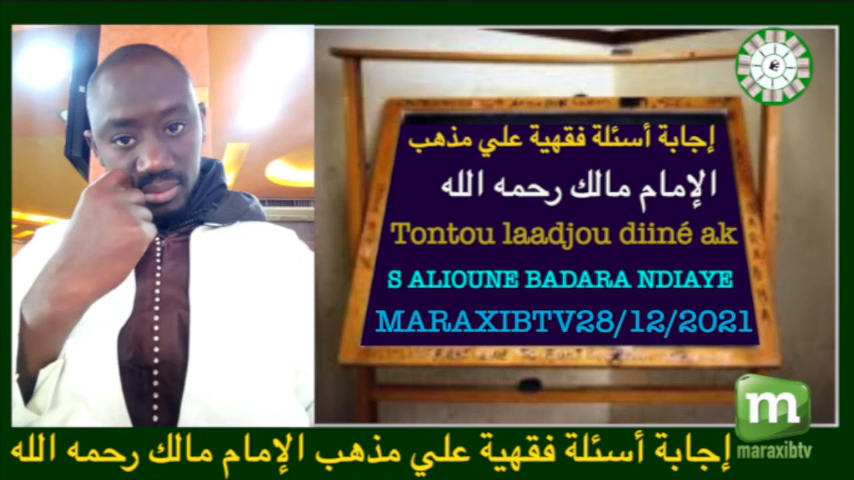 إجابة أسئلة فقهية علي مذهب
الإمام مالك رحمه الله
Tontou laadjou diiné ak
S ALIOUNE BADARA NDIAYE
MARAXIBTV28/12/2021
m
maraxibtv
إجابة أسئلة فقهية علي مذهب الإمام مالك رحمه الله